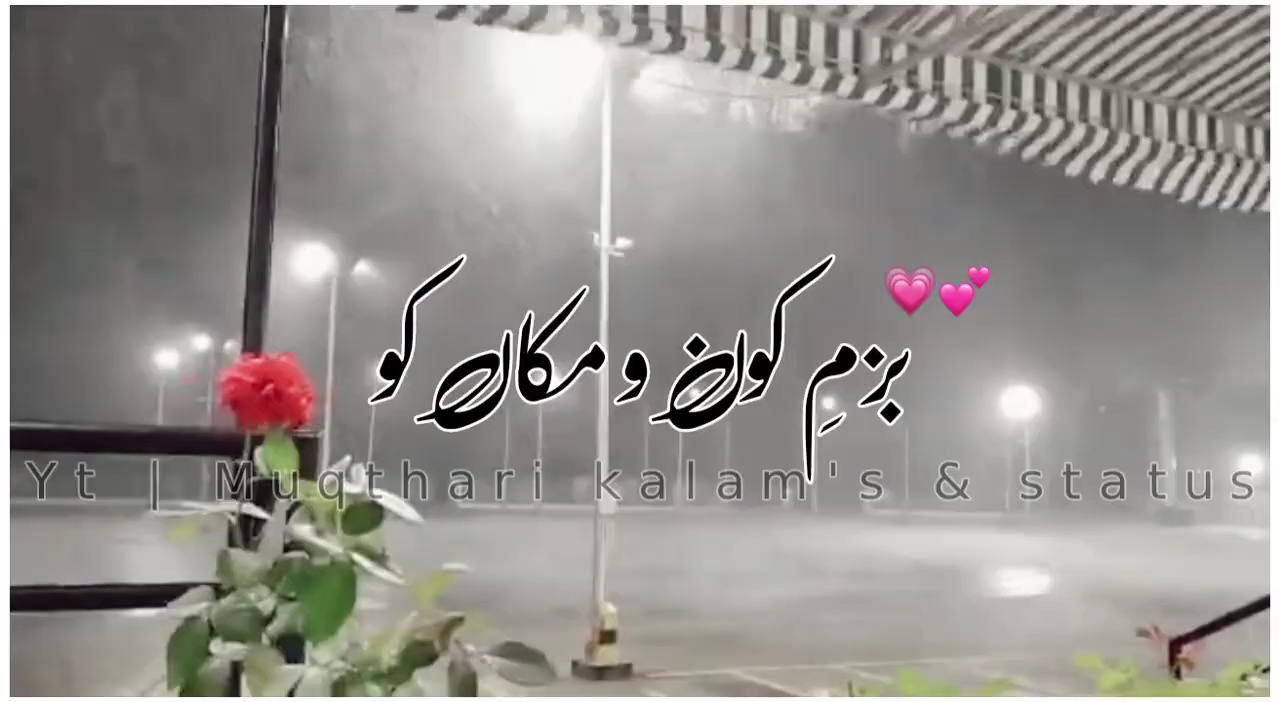 بزمِ کون و مکاں کو 💗💕
Yt | Muqthari kalam's & status